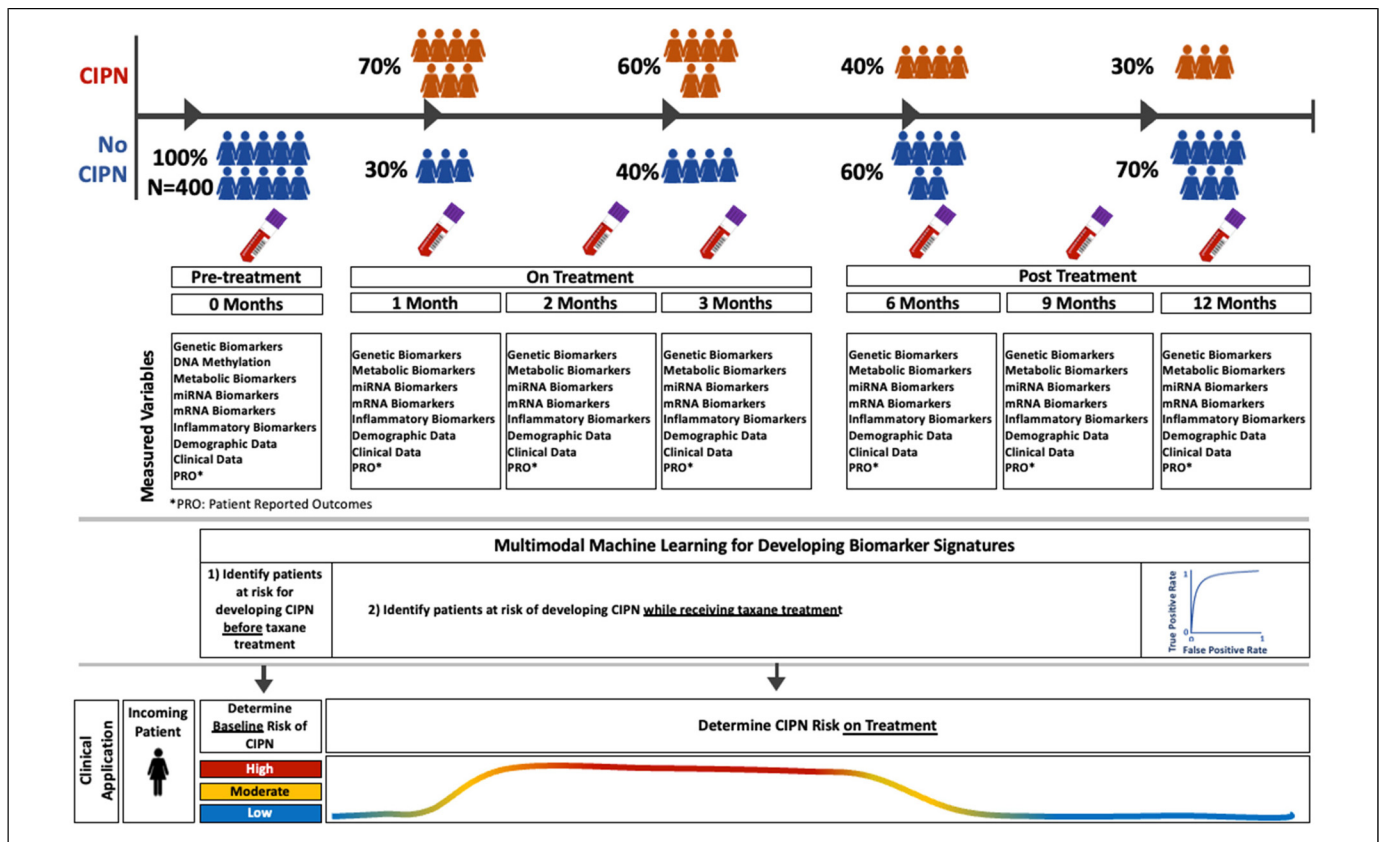 CIPN
70%
60%
40%
30%
No
CIPN
100%
N=400
30%
40%
60%
70%
Pre-treatment
On Treatment
Post Treatment
0 Months
1 Month
2 Months
3 Months
6 Months
9 Months
12 Months
Measured Variables
Genetic Biomarkers
DNA Methylation
Metabolic Biomarkers
miRNA Biomarkers
mRNA Biomarkers
Inflammatory Biomarkers
Demographic Data
Clinical Data
PRO*
Genetic Biomarkers
Metabolic Biomarkers
miRNA Biomarkers
mRNA Biomarkers
Inflammatory Biomarkers
Demographic Data
Clinical Data
PRO*
Genetic Biomarkers
Metabolic Biomarkers
miRNA Biomarkers
mRNA Biomarkers
Inflammatory Biomarkers
Demographic Data
Clinical Data
PRO*
Genetic Biomarkers
Metabolic Biomarkers
miRNA Biomarkers
mRNA Biomarkers
Inflammatory Biomarkers
Demographic Data
Clinical Data
PRO*
Genetic Biomarkers
Metabolic Biomarkers
miRNA Biomarkers
mRNA Biomarkers
Inflammatory Biomarkers
Demographic Data
Clinical Data
PRO*
Genetic Biomarkers
Metabolic Biomarkers
miRNA Biomarkers
mRNA Biomarkers
Inflammatory Biomarkers
Demographic Data
Clinical Data
PRO*
Genetic Biomarkers
Metabolic Biomarkers
miRNA Biomarkers
mRNA Biomarkers
Inflammatory Biomarkers
Demographic Data
Clinical Data
PRO*
*PRO: Patient Reported Outcomes
Multimodal Machine Learning for Developing Biomarker Signatures
1) Identify patients
at risk for
developing CIPN
before taxane
treatment
2) Identify patients at risk of developing CIPN while receiving taxane treatment
True Positive Rate
1
0
0
1
False Positive Rate
Clinical
Application
Incoming
Patient
Determine
Baseline Risk of
CIPN
High
Moderate
Low
Determine CIPN Risk on Treatment